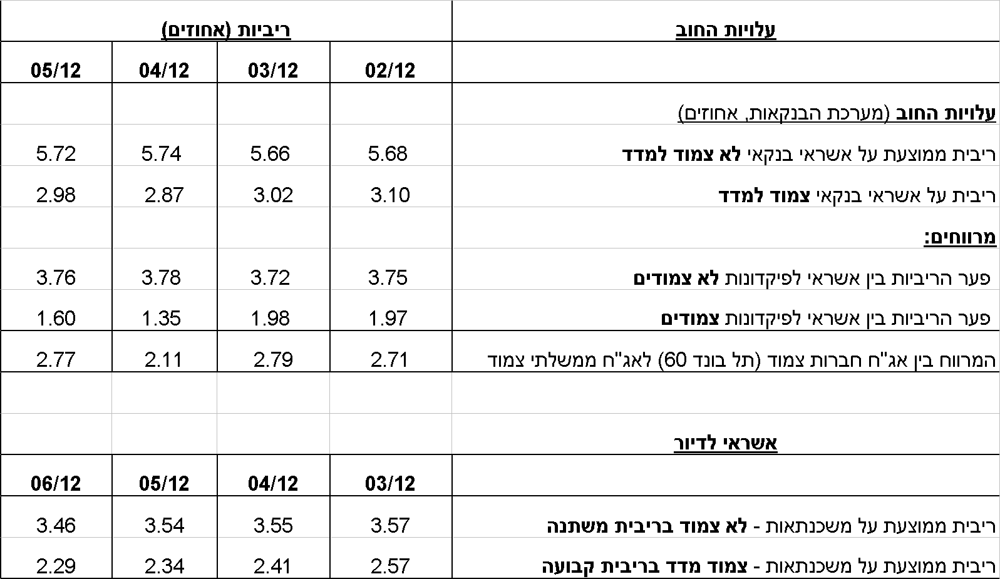 עלויות החוב ריביות (אחוזים)
02/12 03/12 04/12 05/12
עלויות החוב (מערכת הבנקאות, אחוזים)
ריבית ממוצעת על אשראי בנקאי לא צמוד למדד 5.68 5.66 5.74 5.72
ריבית על אשראי בנקאי צמוד למדד 3.10 3.02 2.87 2.98
מרווחים:
פער הריביות בין אשראי לפיקדונות לא צמודים 3.75 3.72 3.78 3.76
פער הריביות בין אשראי לפיקדונות צמודים 1.97 1.98 1.35 1.60
המרווח בין אג"ח חברות צמוד (תל בונד 60) לאג"ח ממשלתי צמוד 2.71 2.79 2.11 2.77
אשראי לדיור
03/12 04/12 05/12 06/12
ריבית ממוצעת על משכנתאות - לא צמוד בריבית משתנה 3.57 3.55 3.54 3.46
ריבית ממוצעת על משכנתאות - צמוד מדד בריבית קבועה 2.57 2.41 2.34 2.29